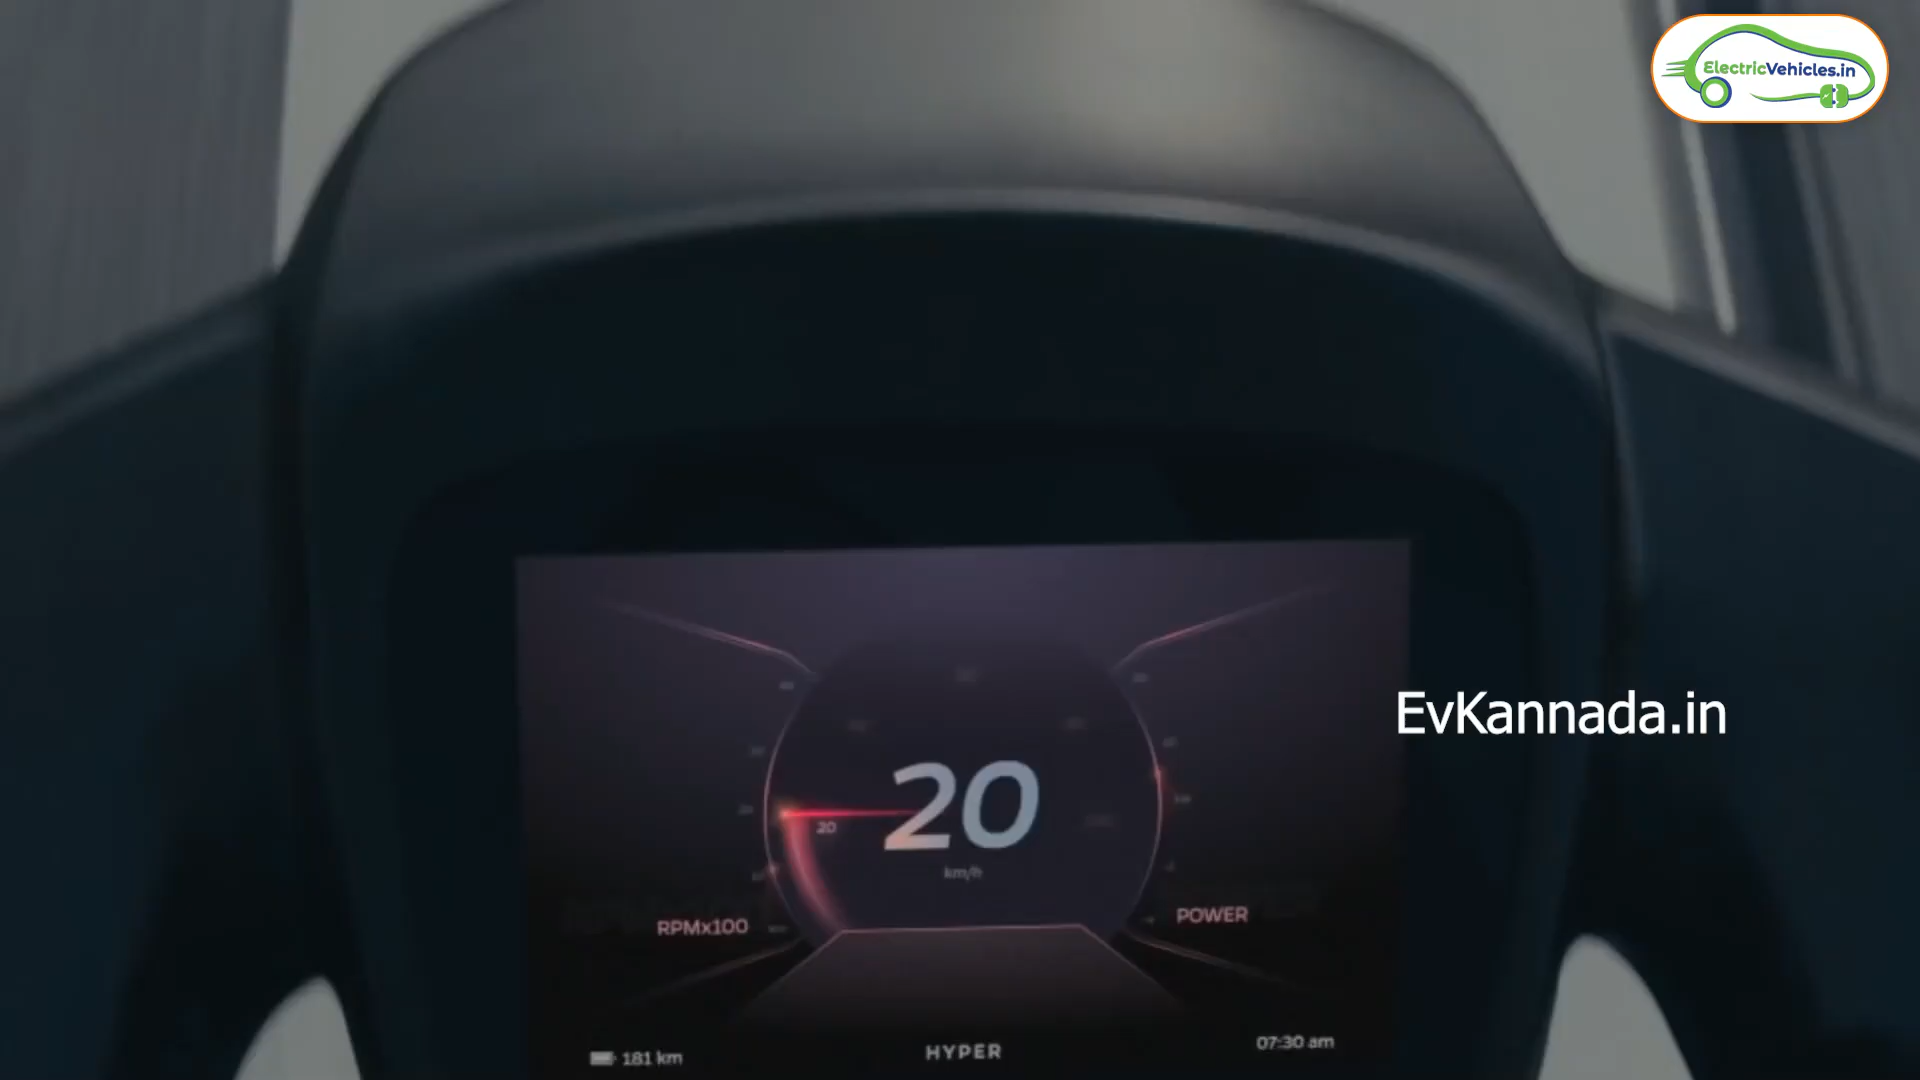 ElectricVehicles.in
EvKannada.in
20
20
km/h
RPMx100
POWER
181 km
HYPER
07:30 am